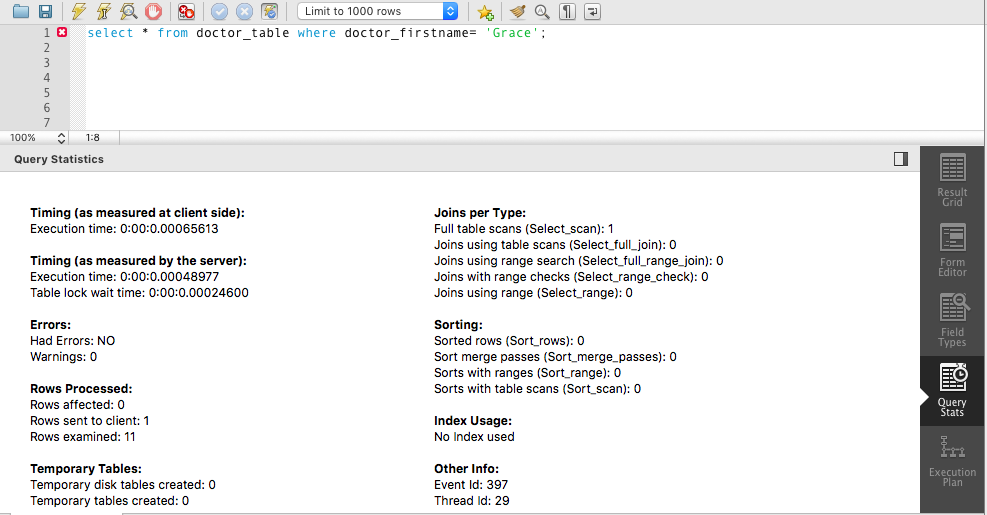 Limit to 1000 rows
1 select * from doctor_table where doctor_firstname= 'Grace';
2
3
4
5
6
7
100% 1:8
Query Statistics
Timing (as measured at client side):
Execution time: 0:00:0.00065613
Timing (as measured by the server):
Execution time: 0:00:0.00048977
Table lock wait time: 0:00:0.00024600
Errors:
Had Errors: NO
Warnings: 0
Rows Processed:
Rows affected: 0
Rows sent to client: 1
Rows examined: 11
Temporary Tables:
Temporary disk tables created: 0
Temporary tables created: 0
Joins per Type:
Full table scans (Select_scan): 1
Joins using table scans (Select_full_join): 0
Joins using range search (Select_full_range_join): 0
Joins with range checks (Select_range_check): 0
Joins using range (Select_range): 0
Sorting:
Sorted rows (Sort_rows): 0
Sort merge passes (Sort_merge_passes): 0
Sorts with ranges (Sort_range): 0
Sorts with table scans (Sort_scan): 0
Index Usage:
No Index used
Other Info:
Event Id: 397
Thread Id: 29
Result
Grid
Form
Editor
Field
Types
Query
Stats
Execution
Plan